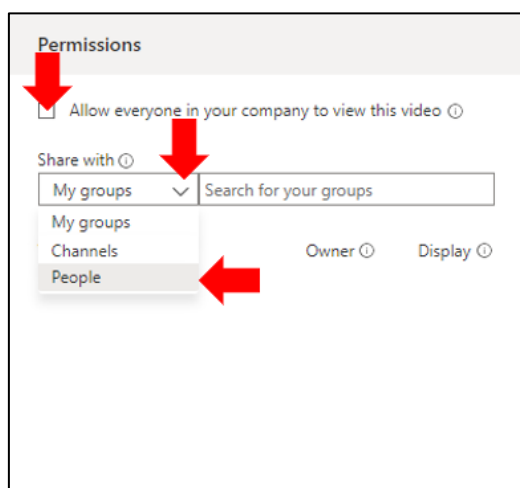 Permissions
Allow everyone in your company to view this video
Share with
My groups Search for your groups
My groups
Channels Owner Display
People